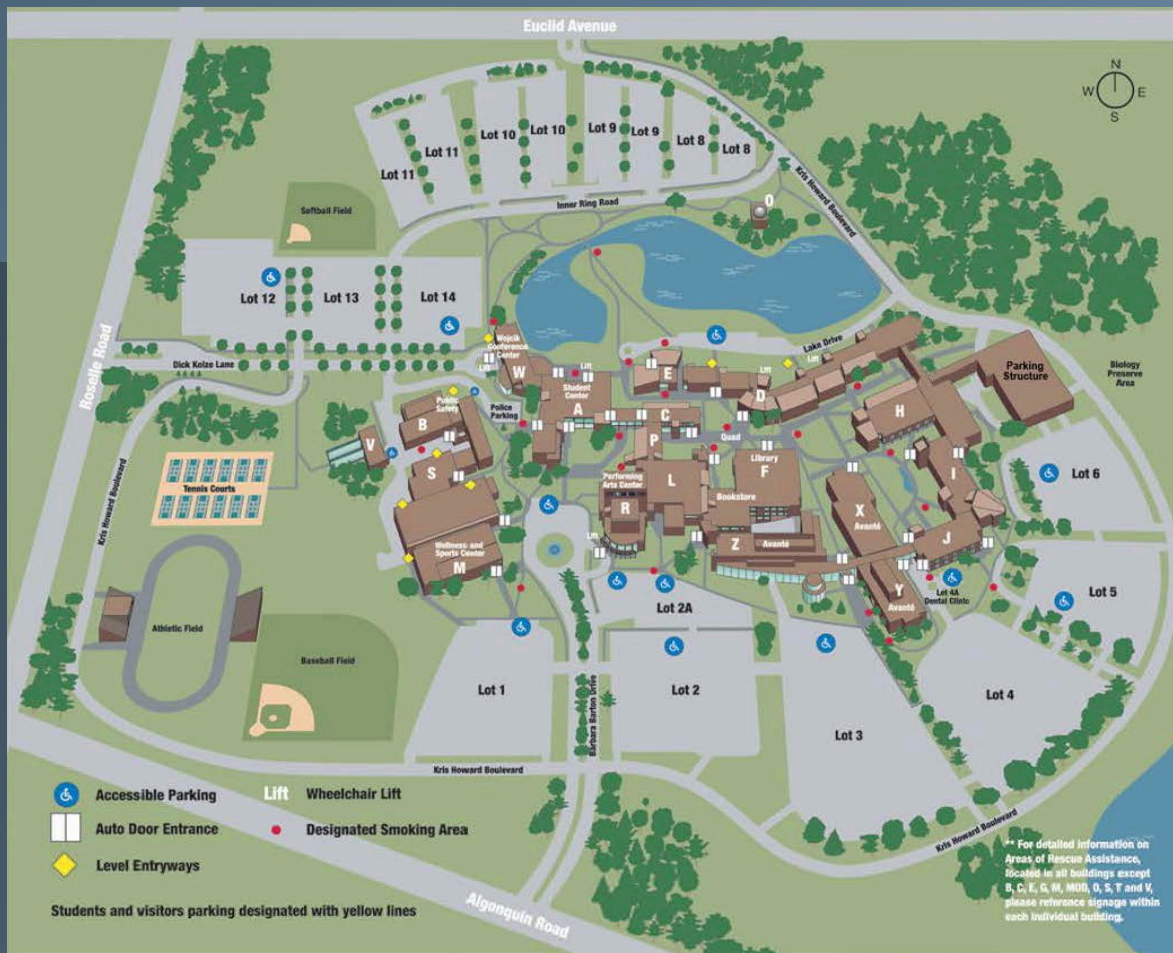 Euclid Avenue
N
W E
S
Lot 10
Lot 10
Lot 9
Lot 9
Lot 8
Lot 8
Lot 11
Lot 11
Kris Howard Boulevard
Inner Ring Road
O
Softball Field
Lot 12
Lot 13
Lot 14
Roselle Road
Dick Kolze Lane
Wojcik
Conference
Center
Lift
W
Lift
Student
Center
A
E
Lift
D
Lift
Lake Drive
Parking
Structure
Biology
Preserve
Area
Public
Safety
Police
Parking
B
V
S
C
P
Quad
H
Library
F
Bookstore
I
Lot 6
Tennis Courts
Kris Howard Boulevard
Performing
Arts Center
R
L
X
Avanté
J
Lift
Z
Avanté
Wellness and
Sports Center
M
Y
Avanté
Lot 4A
Dental Clinic
Lot 5
Lot 2A
Athletic Field
Baseball Field
Lot 1
Barbara Barton Drive
Lot 2
Lot 3
Lot 4
Kris Howard Boulevard
Kris Howard Boulevard
Algonquin Road
Accessible Parking
Lift Wheelchair Lift
Auto Door Entrance
Designated Smoking Area
Level Entryways
Students and visitors parking designated with yellow lines
** For detailed information on
Areas of Rescue Assistance,
located in all buildings except
B, C, E, G, M, MOD, O, S, T and V,
please reference signage within
each individual building.